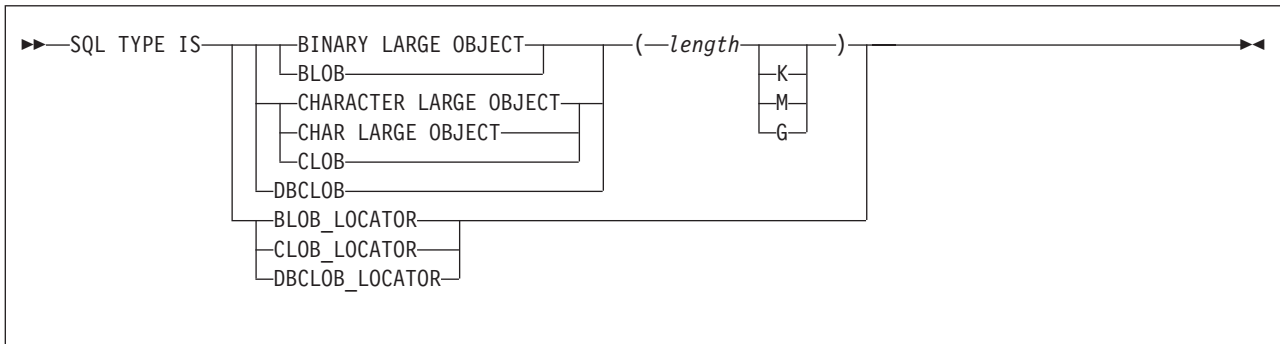 SQL TYPE IS BINARY LARGE OBJECT ( length )
BLOB K
CHARACTER LARGE OBJECT M
CHAR LARGE OBJECT G
CLOB
DBCLOB
BLOB_LOCATOR
CLOB_LOCATOR
DBCLOB_LOCATOR